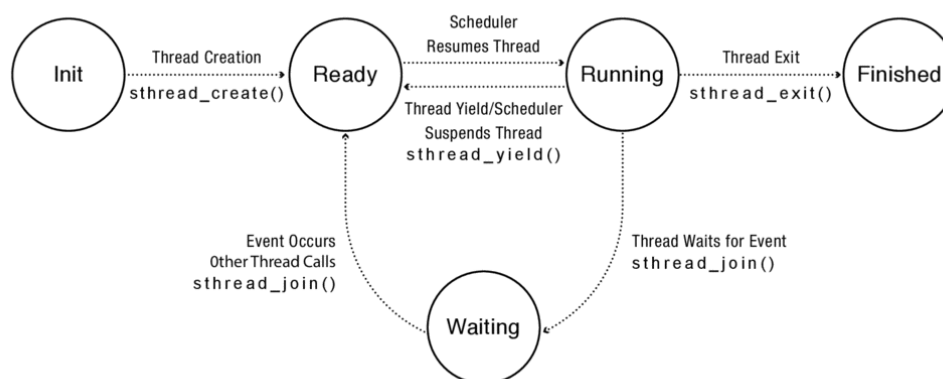 Init
Thread Creation
sthread_create()
Ready
Scheduler
Resumes Thread
Thread Yield/Scheduler
Suspends Thread
sthread_yield()
Running
Thread Exit
sthread_exit()
Finished
Event Occurs
Other Thread Calls
sthread_join()
Thread Waits for Event
sthread_join()
Waiting